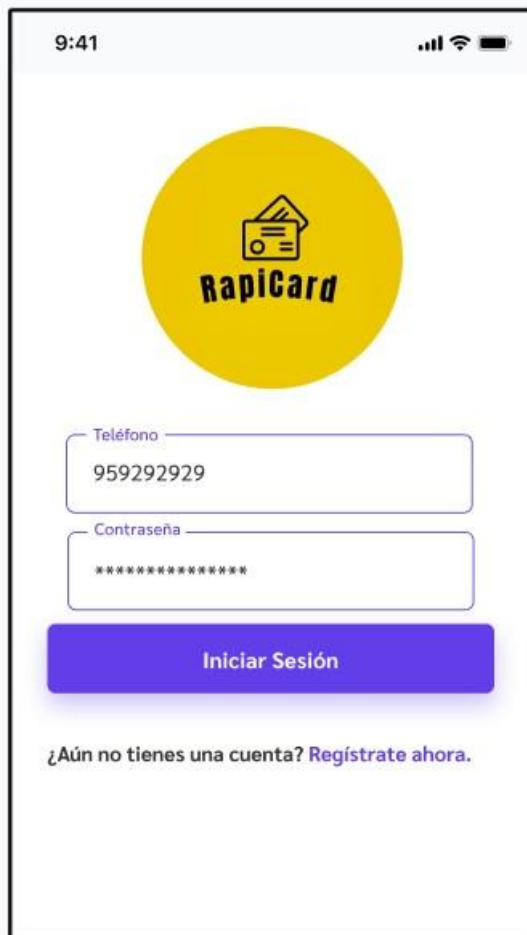 9:41
RapiCard
Teléfono
959292929
Contraseña
***************
Iniciar Sesión
¿Aún no tienes una cuenta? Regístrate ahora.